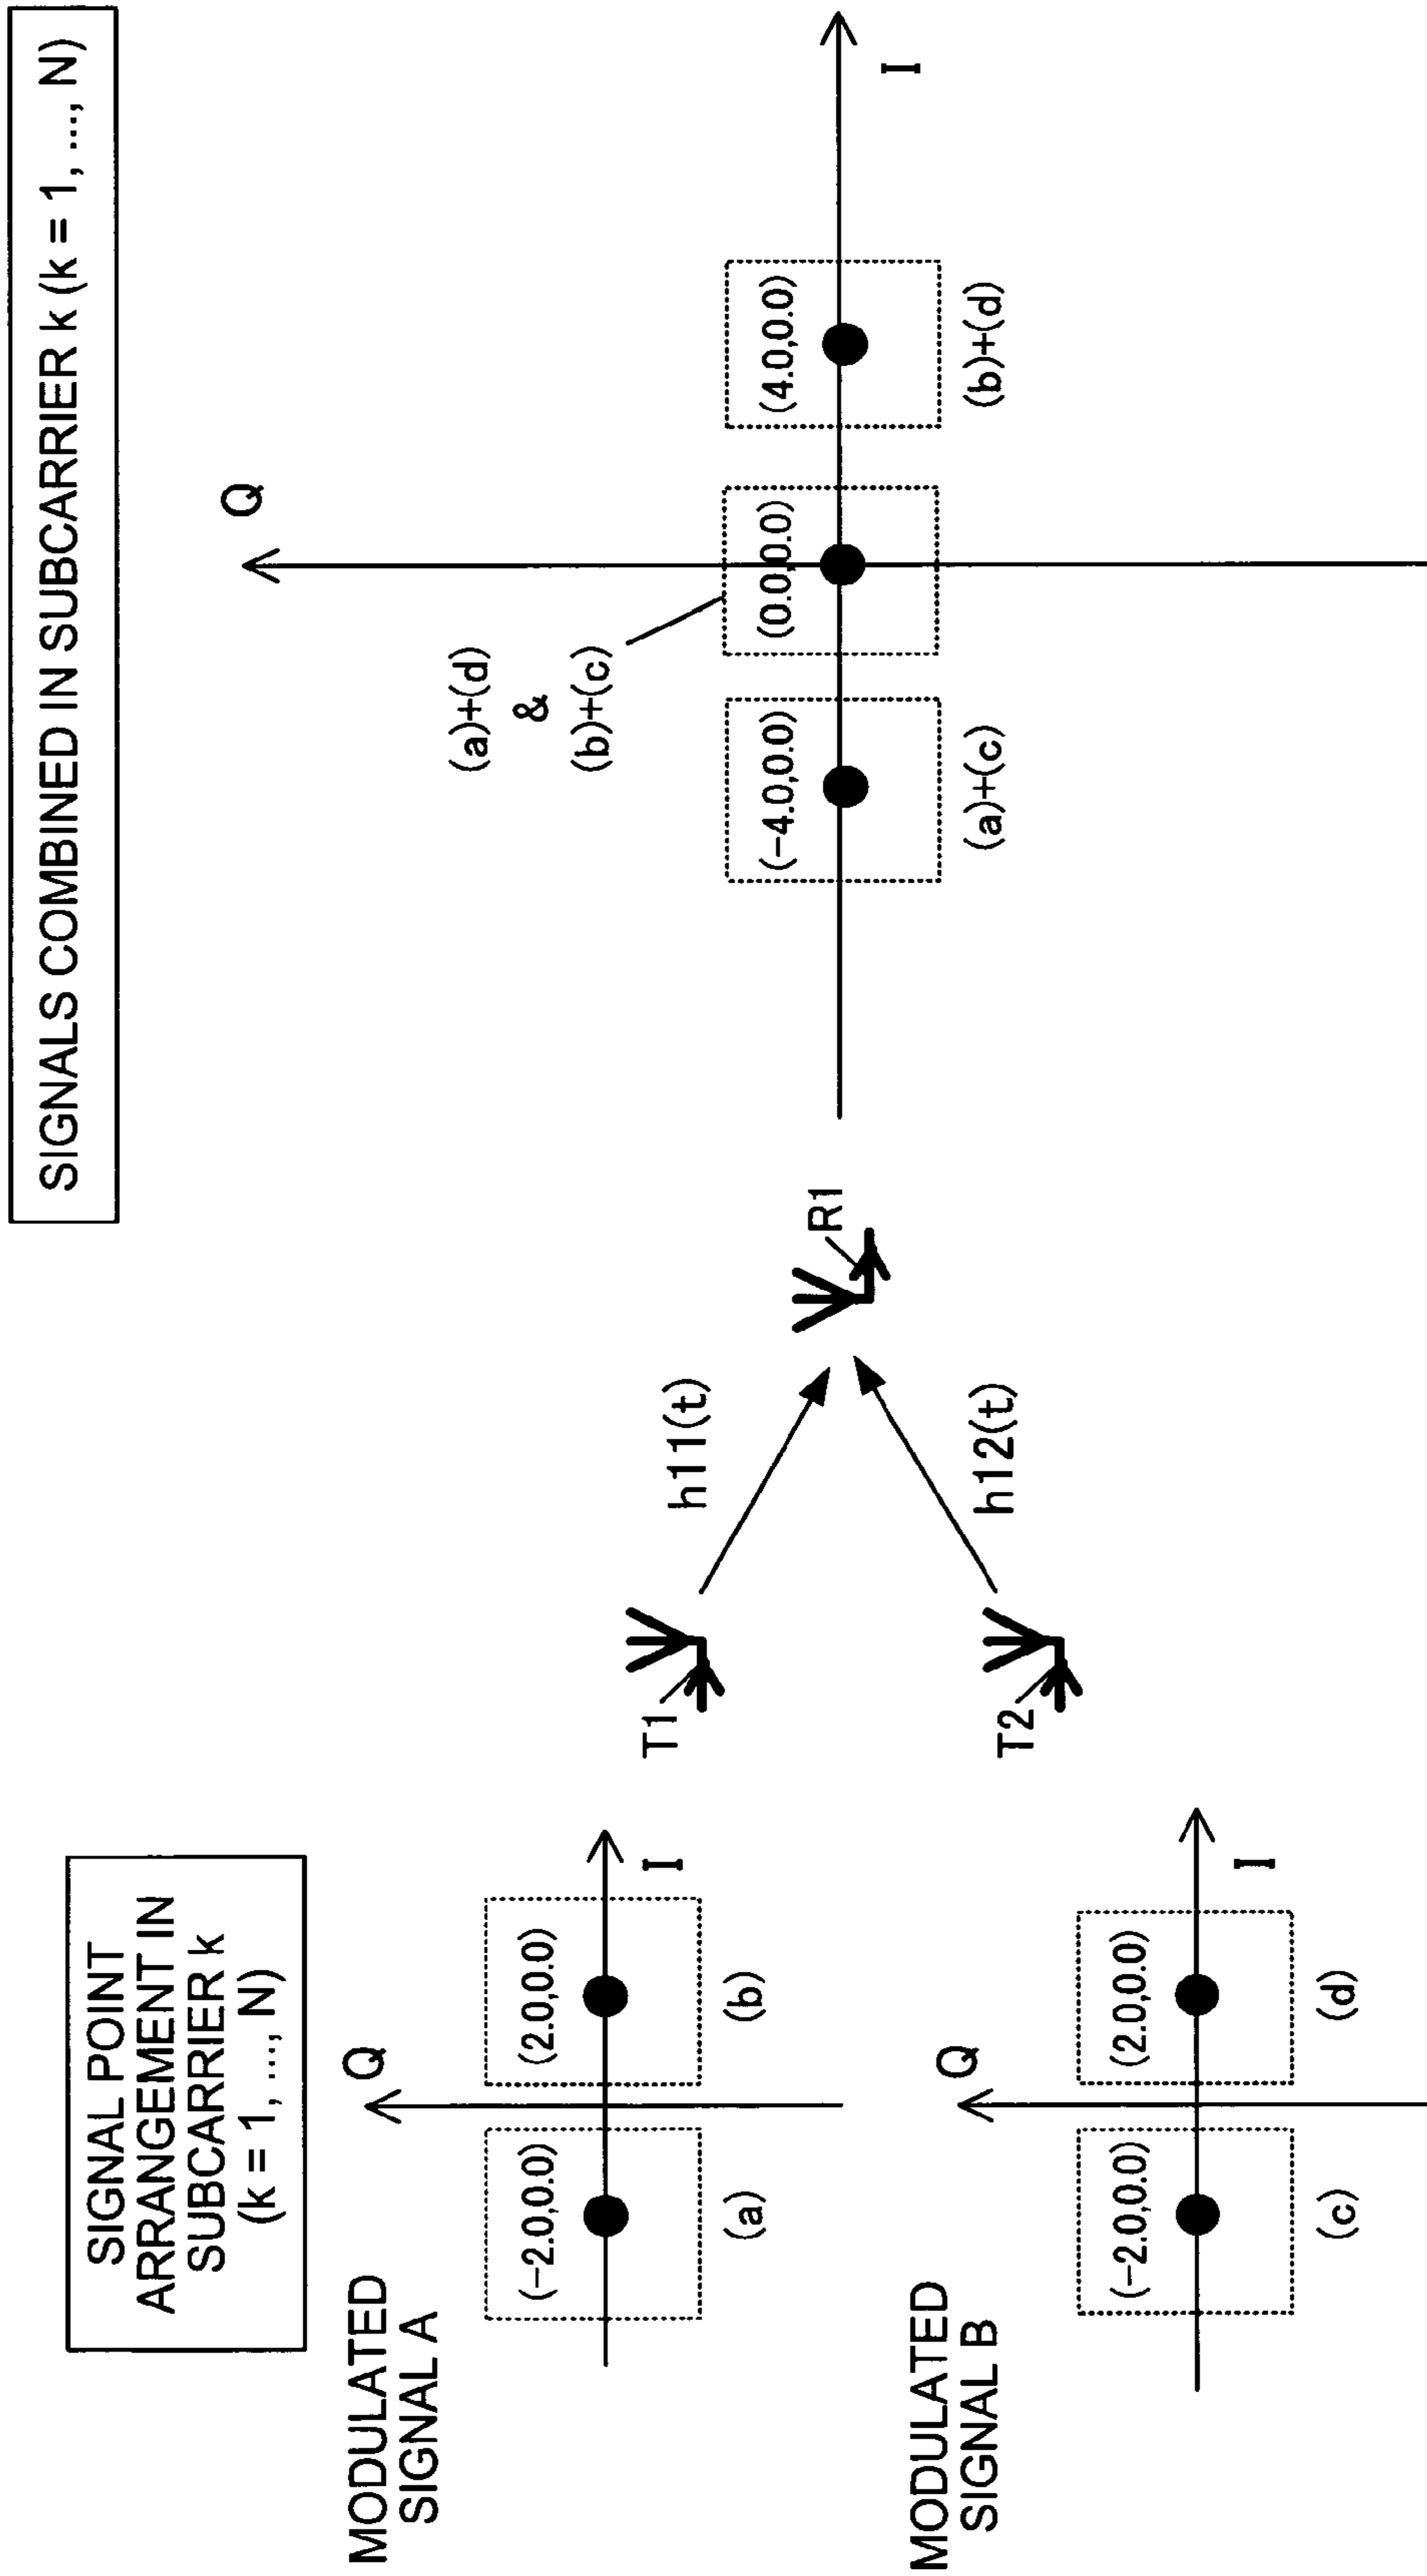 SIGNAL POINT
ARRANGEMENT IN
SUBCARRIER k
(k = 1, ..., N)
MODULATED
SIGNAL A
Q
(-2.0,0.0)
(2.0,0.0)
I
(a)
(b)
MODULATED
SIGNAL B
Q
(-2.0,0.0)
(2.0,0.0)
I
(c)
(d)
T1
h11(t)
T2
h12(t)
R1
SIGNALS COMBINED IN SUBCARRIER k (k = 1, ..., N)
Q
(a)+(d)
&
(b)+(c)
(-4.0,0.0)
(0.0,0.0)
(4.0,0.0)
I
(a)+(c)
(b)+(d)